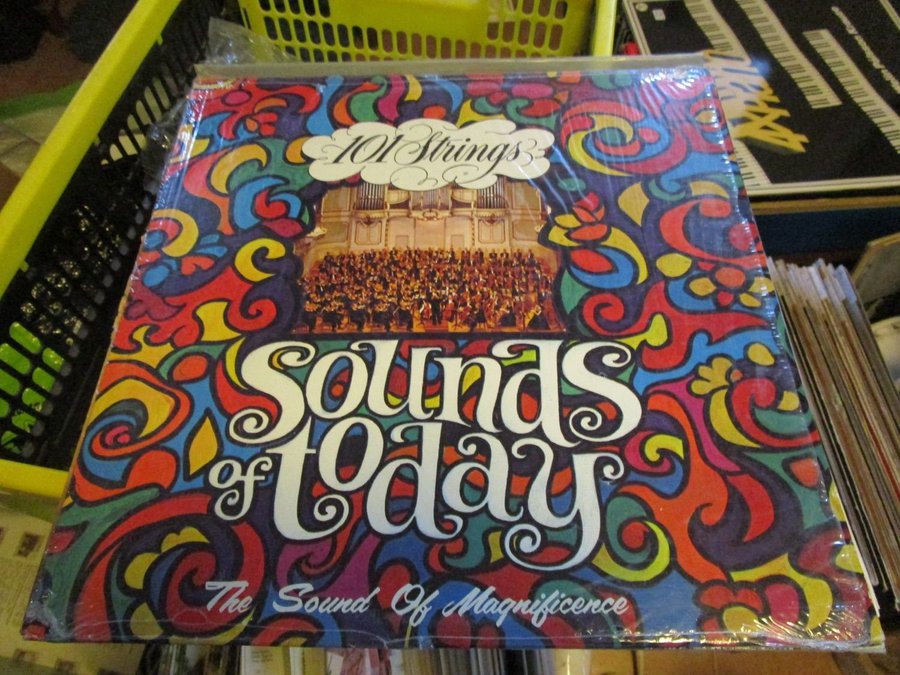 101 Strings
sounds
of today
The Sound Of Magnificence